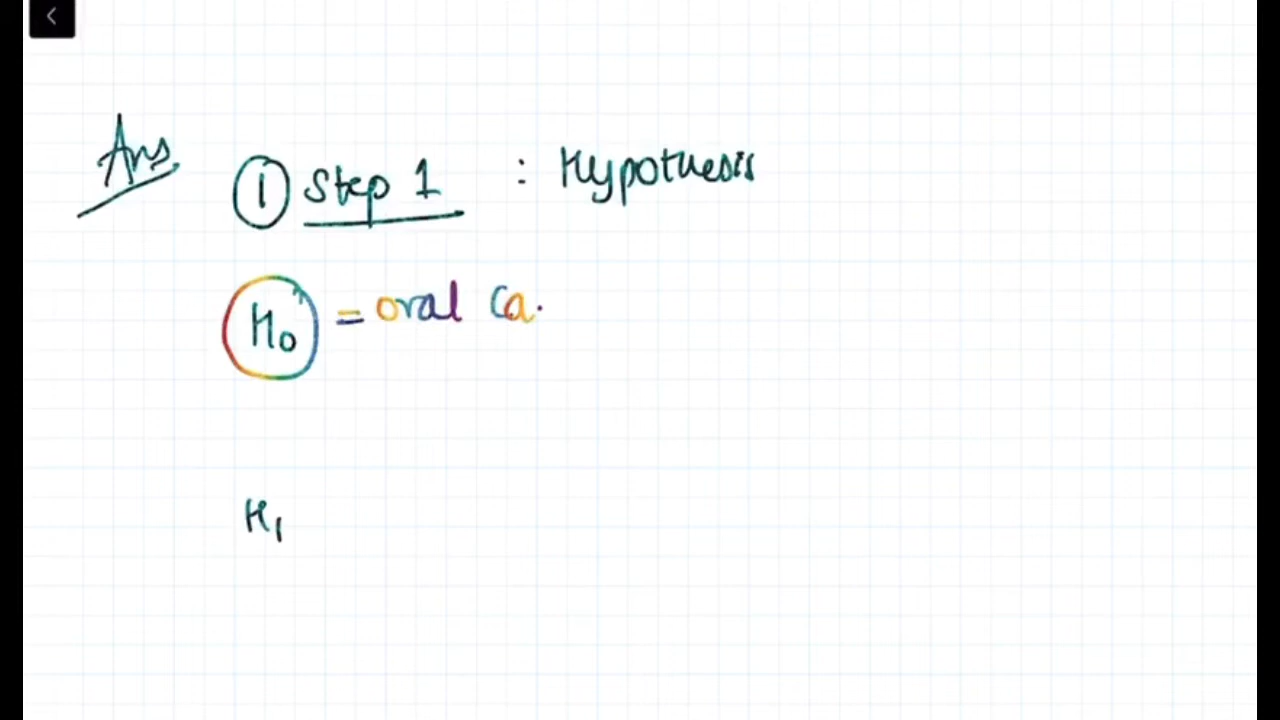 Ans
① Step 1 : Hypothesis
H₀ = oral Ca.
H₁